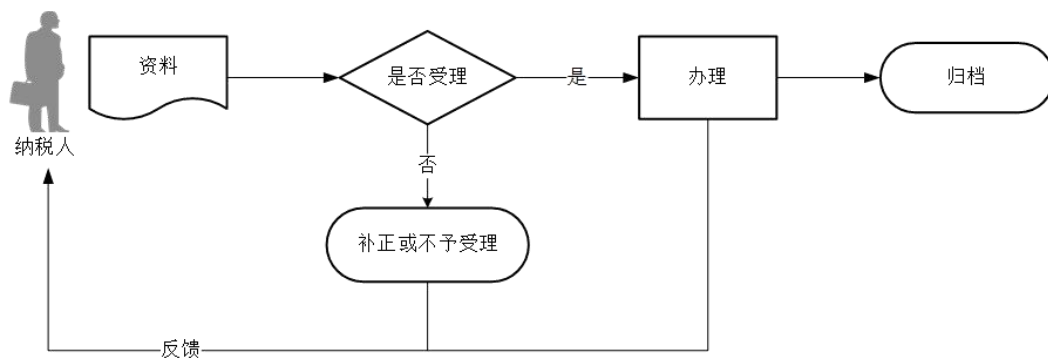 资料
是否受理
是
办理
归档
纳税人
否
补正或不予受理
反馈